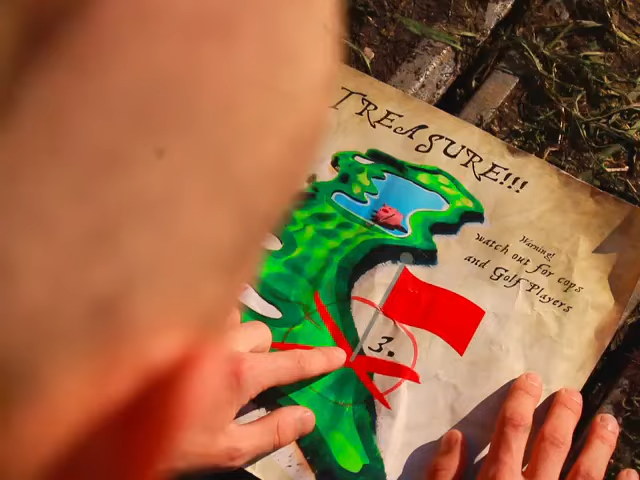 TREASURE!!!
Warning!
watch out for cops
and Golf Players
3.